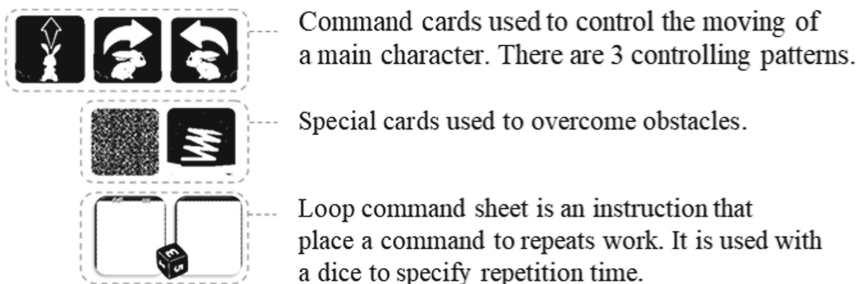 Command cards used to control the moving of
a main character. There are 3 controlling patterns.
Special cards used to overcome obstacles.
Loop command sheet is an instruction that
place a command to repeats work. It is used with
a dice to specify repetition time.